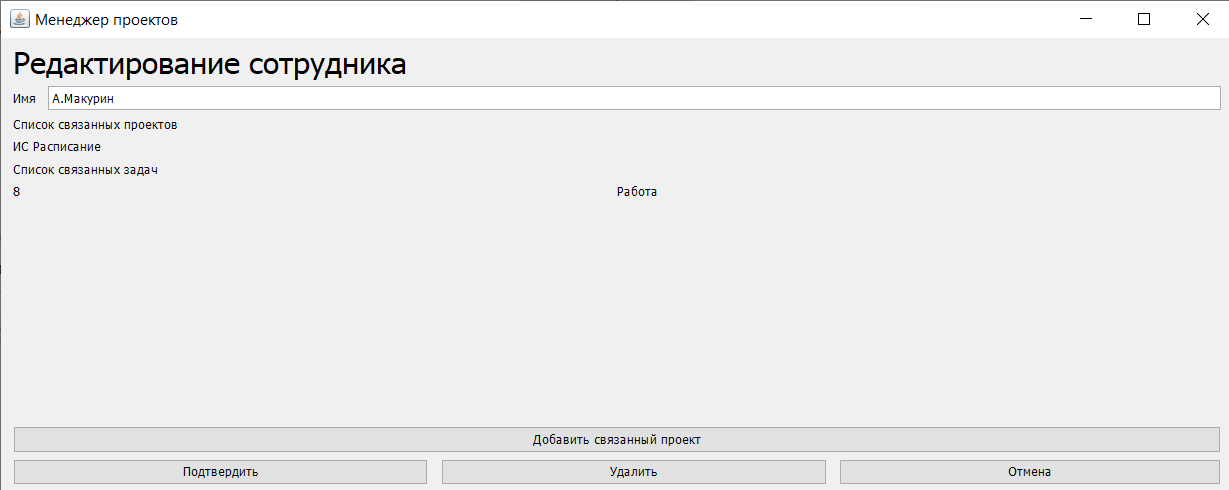 Менеджер проектов
Редактирование сотрудника
Имя А.Макурин
Список связанных проектов
ИС Расписание
Список связанных задач
8 Работа
Добавить связанный проект
Подтвердить Удалить Отмена